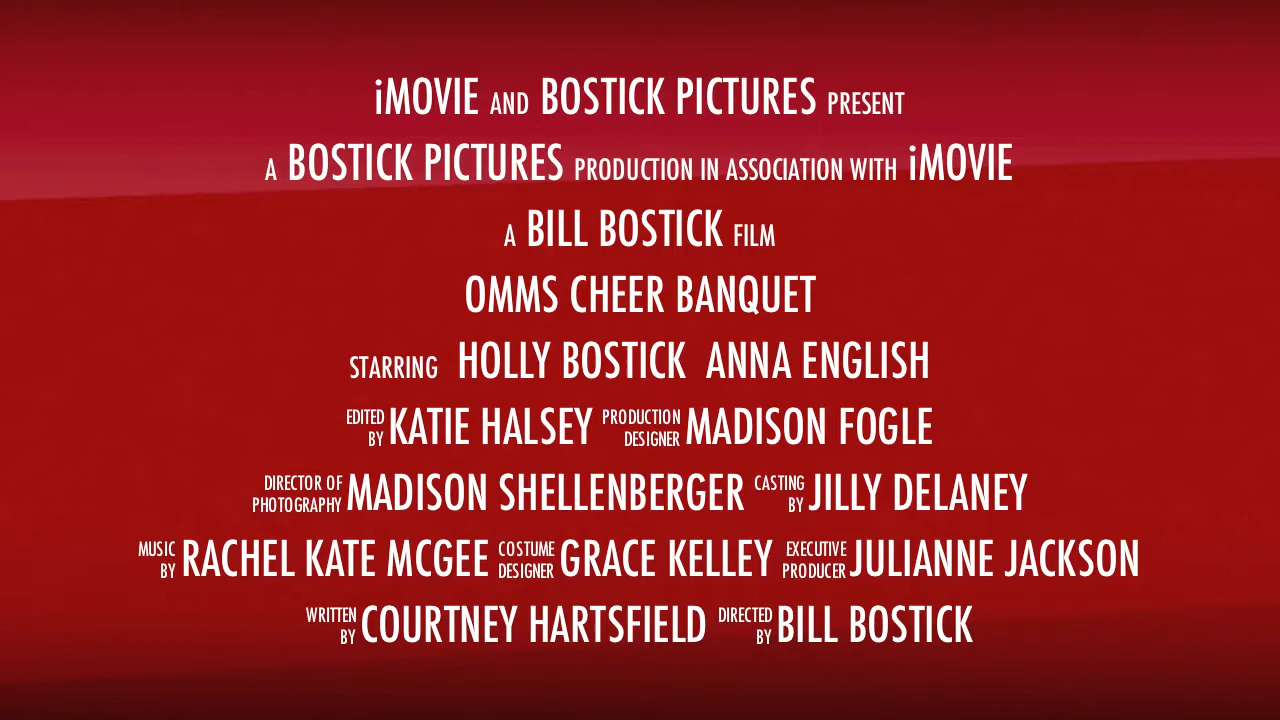 iMOVIE AND BOSTICK PICTURES PRESENT
A BOSTICK PICTURES PRODUCTION IN ASSOCIATION WITH iMOVIE
A BILL BOSTICK FILM
OMMS CHEER BANQUET
STARRING HOLLY BOSTICK ANNA ENGLISH
EDITED BY KATIE HALSEY PRODUCTION DESIGNER MADISON FOGLE
DIRECTOR OF PHOTOGRAPHY MADISON SHELLENBERGER CASTING BY JILLY DELANEY
MUSIC BY RACHEL KATE MCGEE COSTUME DESIGNER GRACE KELLEY EXECUTIVE PRODUCER JULIANNE JACKSON
WRITTEN BY COURTNEY HARTSFIELD DIRECTED BY BILL BOSTICK